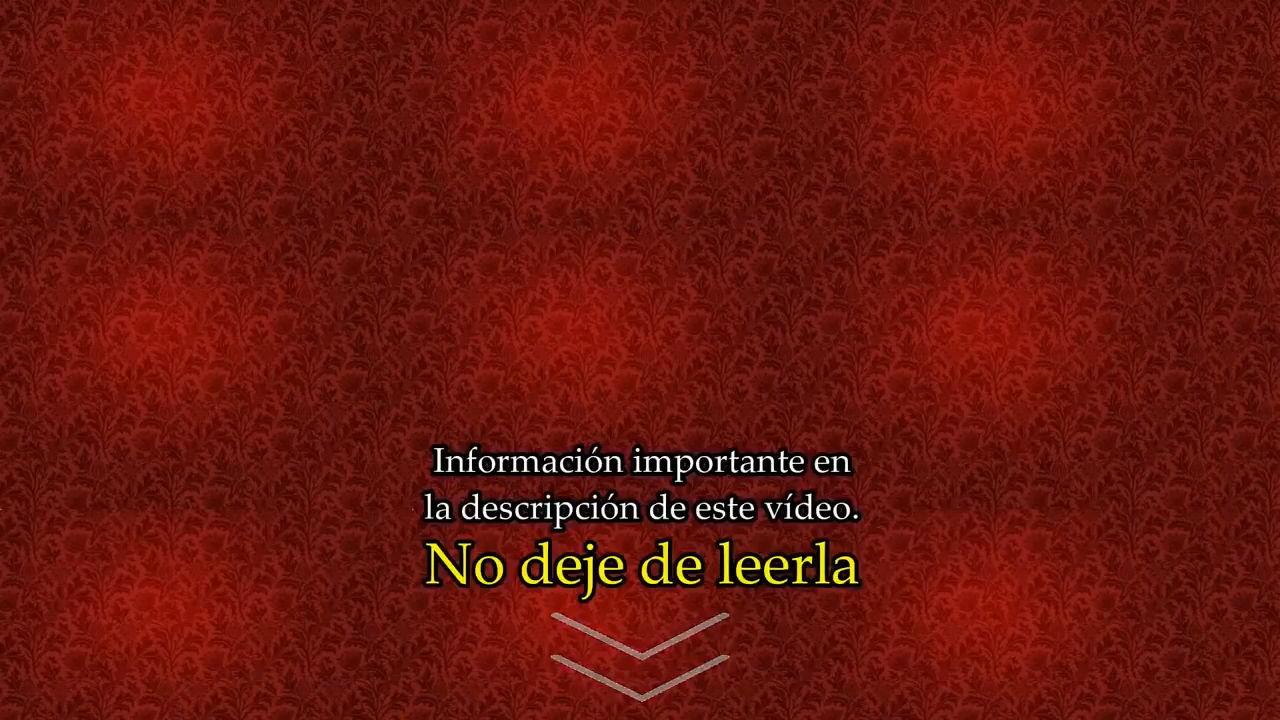 Información importante en
la descripción de este vídeo.
No deje de leerla